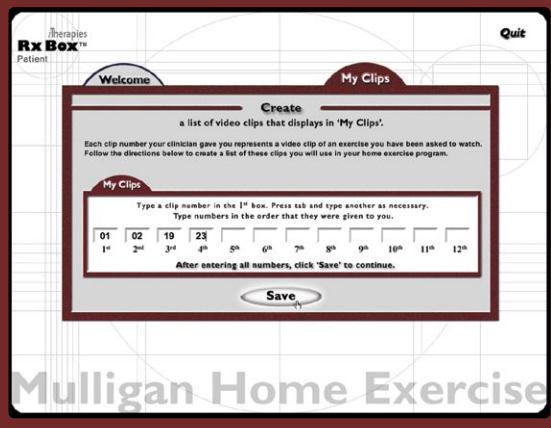 iTherapies
Rx Box™
Patient
Quit
Welcome
My Clips
Create
a list of video clips that displays in 'My Clips'.
Each clip number your clinician gave you represents a video clip of an exercise you have been asked to watch.
Follow the directions below to create a list of these clips you will use in your home exercise program.
My Clips
Type a clip number in the 1st box. Press tab and type another as necessary.
Type numbers in the order that they were given to you.
01 02 19 23
1st 2nd 3rd 4th 5th 6th 7th 8th 9th 10th 11th 12th
After entering all numbers, click 'Save' to continue.
Save
Mulligan Home Exercise